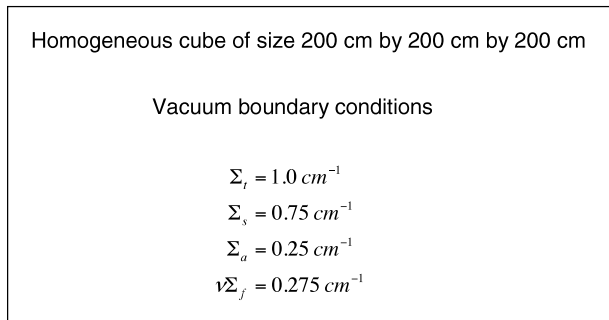 Homogeneous cube of size 200 cm by 200 cm by 200 cm
Vacuum boundary conditions
Σₜ = 1.0 cm⁻¹
Σₛ = 0.75 cm⁻¹
Σₐ = 0.25 cm⁻¹
νΣ_f = 0.275 cm⁻¹